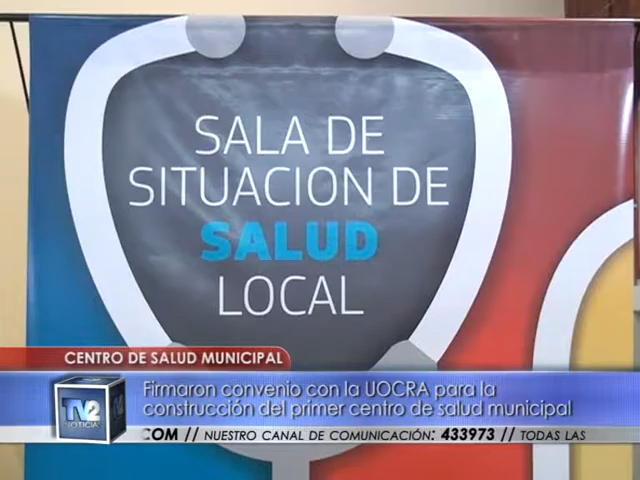 SALA DE
SITUACION DE
SALUD
LOCAL
CENTRO DE SALUD MUNICIPAL
Firmaron convenio con la UOCRA para la
construcción del primer centro de salud municipal
TV2
NOTICIA
COM // NUESTRO CANAL DE COMUNICACIÓN: 433973 // TODAS LAS